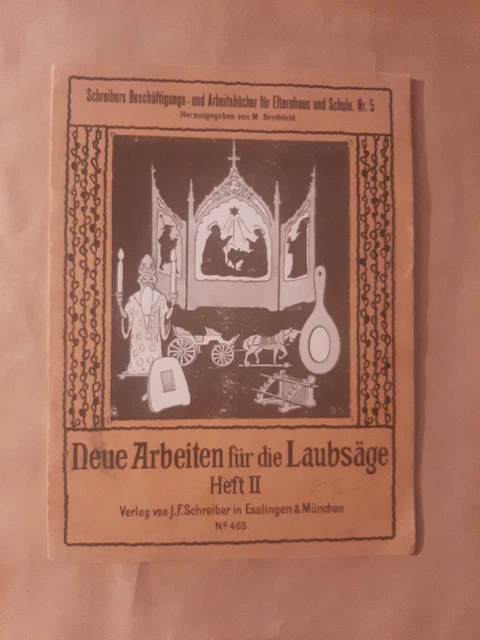 Schreibers Beschäftigungs- und Arbeitsbücher für Elternhaus und Schule. Nr. 5
Herausgegeben von M. Brethfeld.
Neue Arbeiten für die Laubsäge
Heft II
Verlag von J.F. Schreiber in Esslingen & München
No 465.